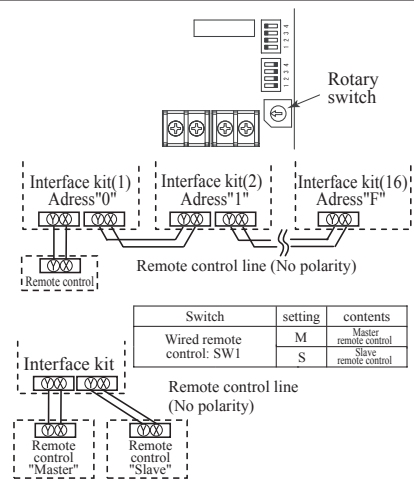 1 2 3 4
1 2 3 4
Rotary
switch
Interface kit(1)
Adress"0"
Interface kit(2)
Adress"1"
Interface kit(16)
Adress"F"
Ⓨ Ⓧ Ⓨ Ⓧ Ⓨ Ⓧ Ⓨ Ⓧ Ⓨ Ⓧ
Ⓨ Ⓧ
Remote control
Remote control line (No polarity)
Switch setting contents
Wired remote
control: SW1
M Master
remote control
S Slave
remote control
Interface kit
Ⓨ Ⓧ Ⓨ Ⓧ
Remote control line
(No polarity)
Ⓨ Ⓧ Ⓨ Ⓧ
Remote
control
"Master"
Remote
control
"Slave"